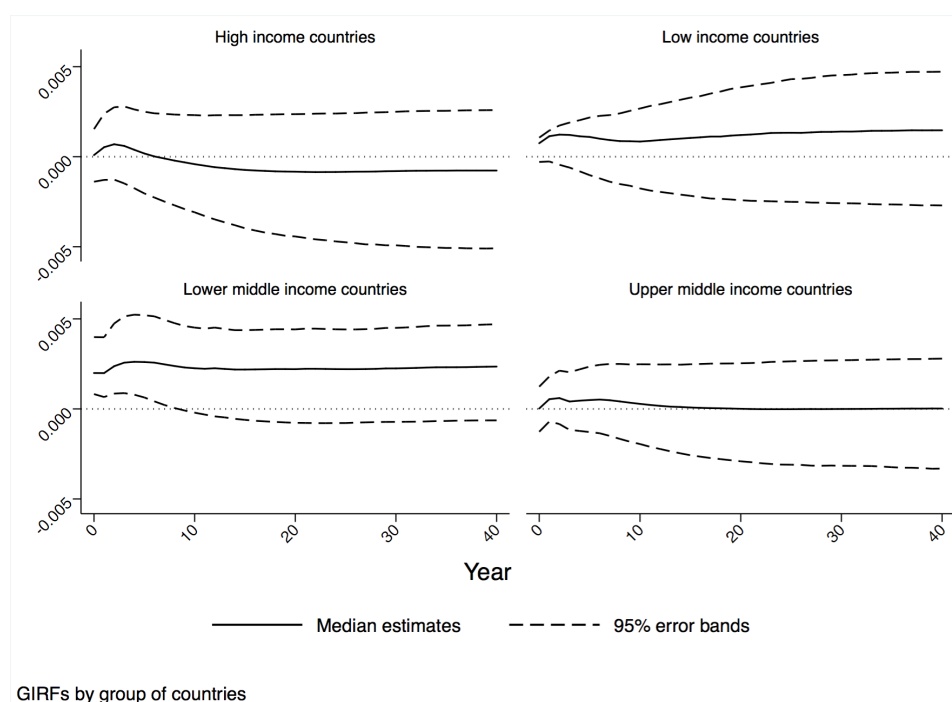 High income countries
Low income countries
0.005
0.000
-0.005
Lower middle income countries
Upper middle income countries
0.005
0.000
-0.005
0
10
20
30
40
0
10
20
30
40
Year
Median estimates
95% error bands
GIRFs by group of countries